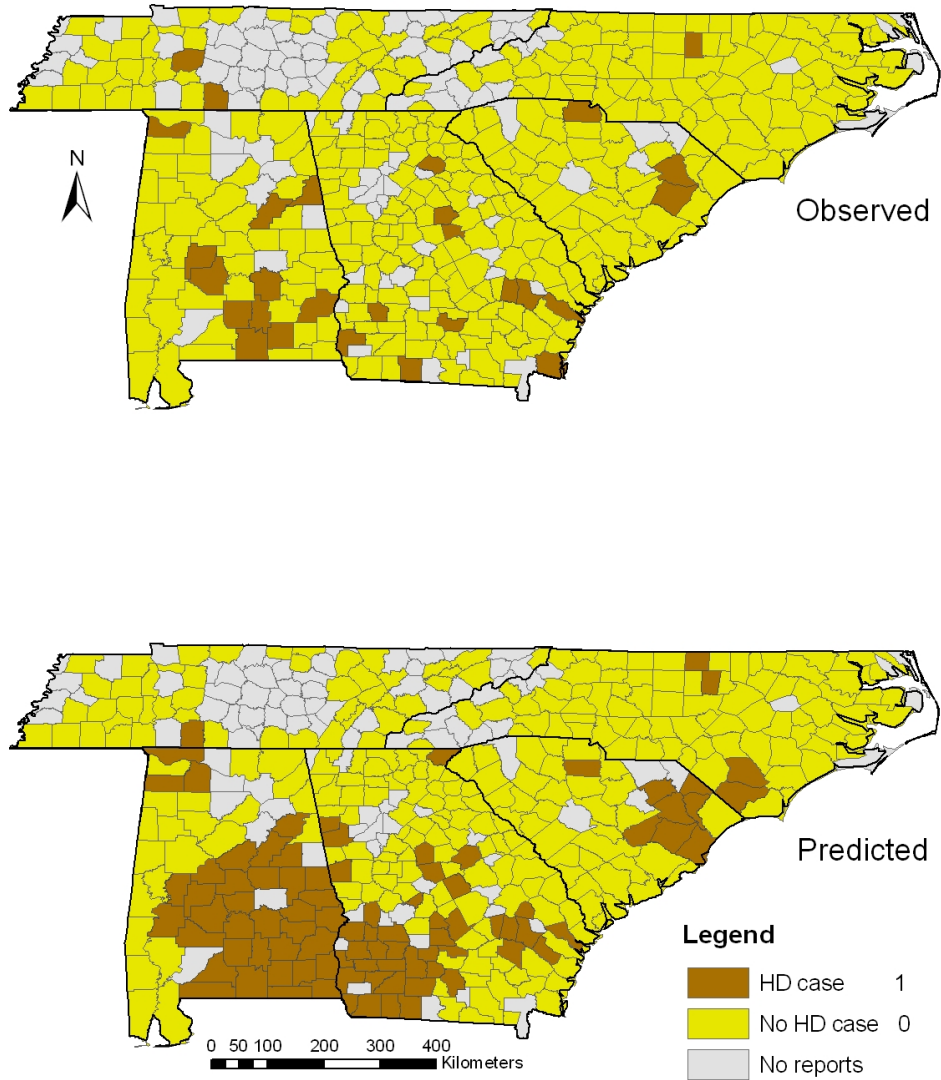 N
Observed
Predicted
Legend
HD case 1
No HD case 0
No reports
0 50 100 200 300 400
Kilometers